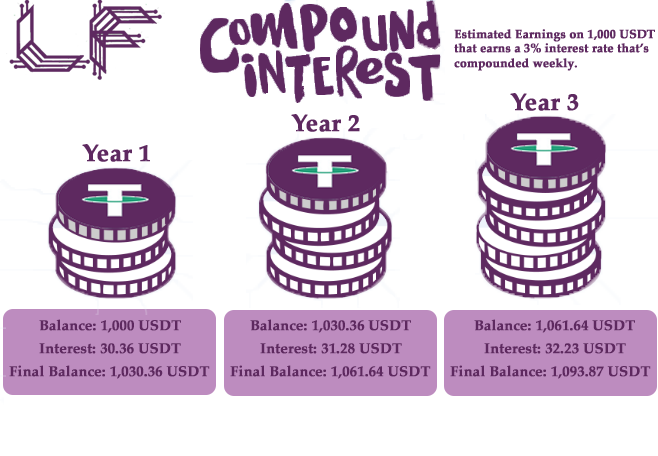 LF
COMPOUND
INTEREST
Estimated Earnings on 1,000 USDT
that earns a 3% interest rate that's
compounded weekly.
Year 1
Year 2
Year 3
Balance: 1,000 USDT
Interest: 30.36 USDT
Final Balance: 1,030.36 USDT
Balance: 1,030.36 USDT
Interest: 31.28 USDT
Final Balance: 1,061.64 USDT
Balance: 1,061.64 USDT
Interest: 32.23 USDT
Final Balance: 1,093.87 USDT